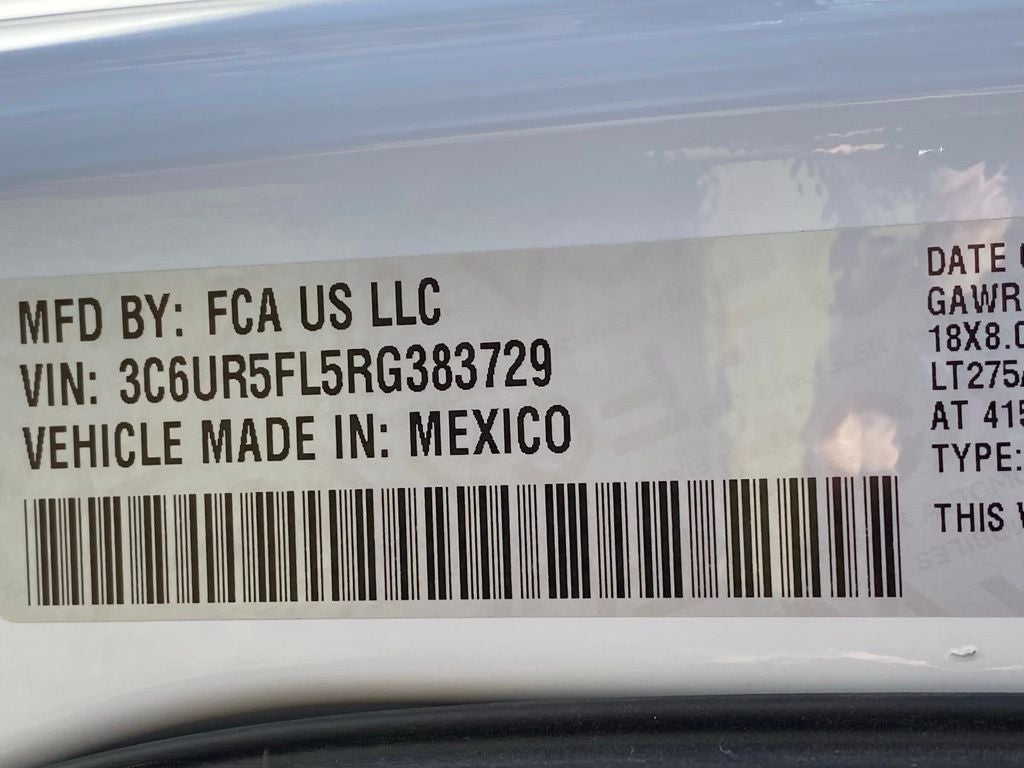 MFD BY: FCA US LLC
VIN: 3C6UR5FL5RG383729
VEHICLE MADE IN: MEXICO
DATE
GAWR
18X8.0
LT275
AT 415
TYPE:
THIS